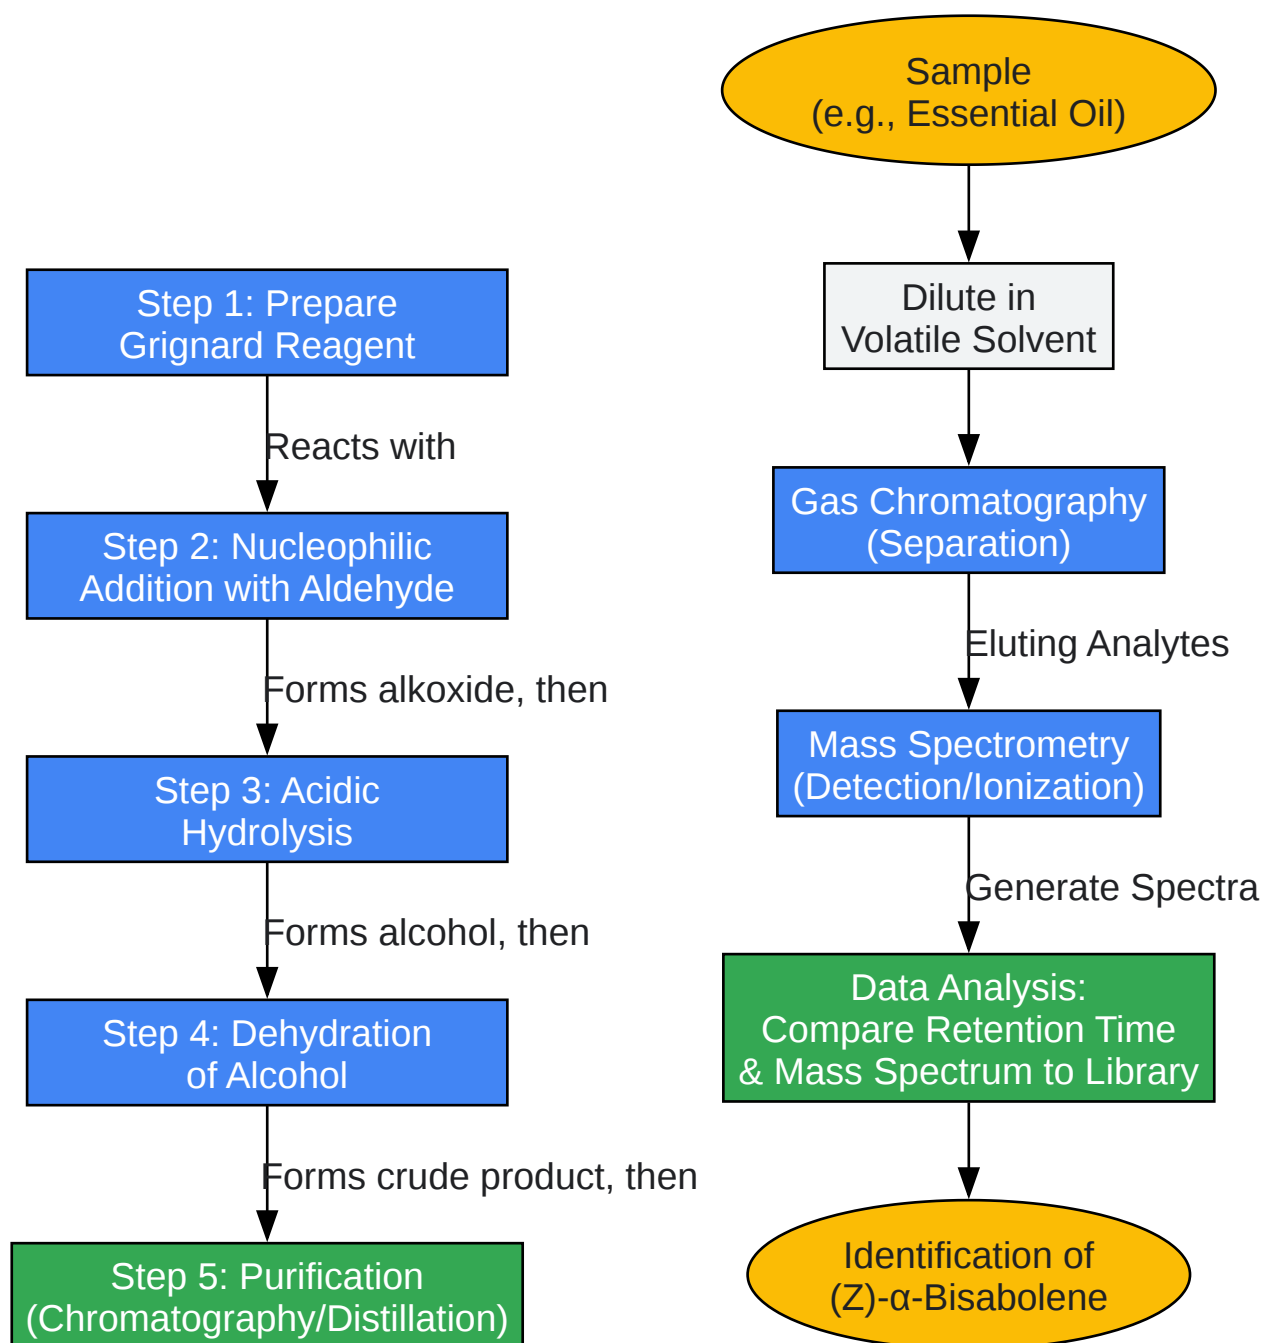 Step 1: Prepare
Grignard Reagent
Reacts with
Step 2: Nucleophilic
Addition with Aldehyde
Forms alkoxide, then
Step 3: Acidic
Hydrolysis
Forms alcohol, then
Step 4: Dehydration
of Alcohol
Forms crude product, then
Step 5: Purification
(Chromatography/Distillation)
Sample
(e.g., Essential Oil)
Dilute in
Volatile Solvent
Gas Chromatography
(Separation)
Eluting Analytes
Mass Spectrometry
(Detection/Ionization)
Generate Spectra
Data Analysis:
Compare Retention Time
& Mass Spectrum to Library
Identification of
(Z)-α-Bisabolene